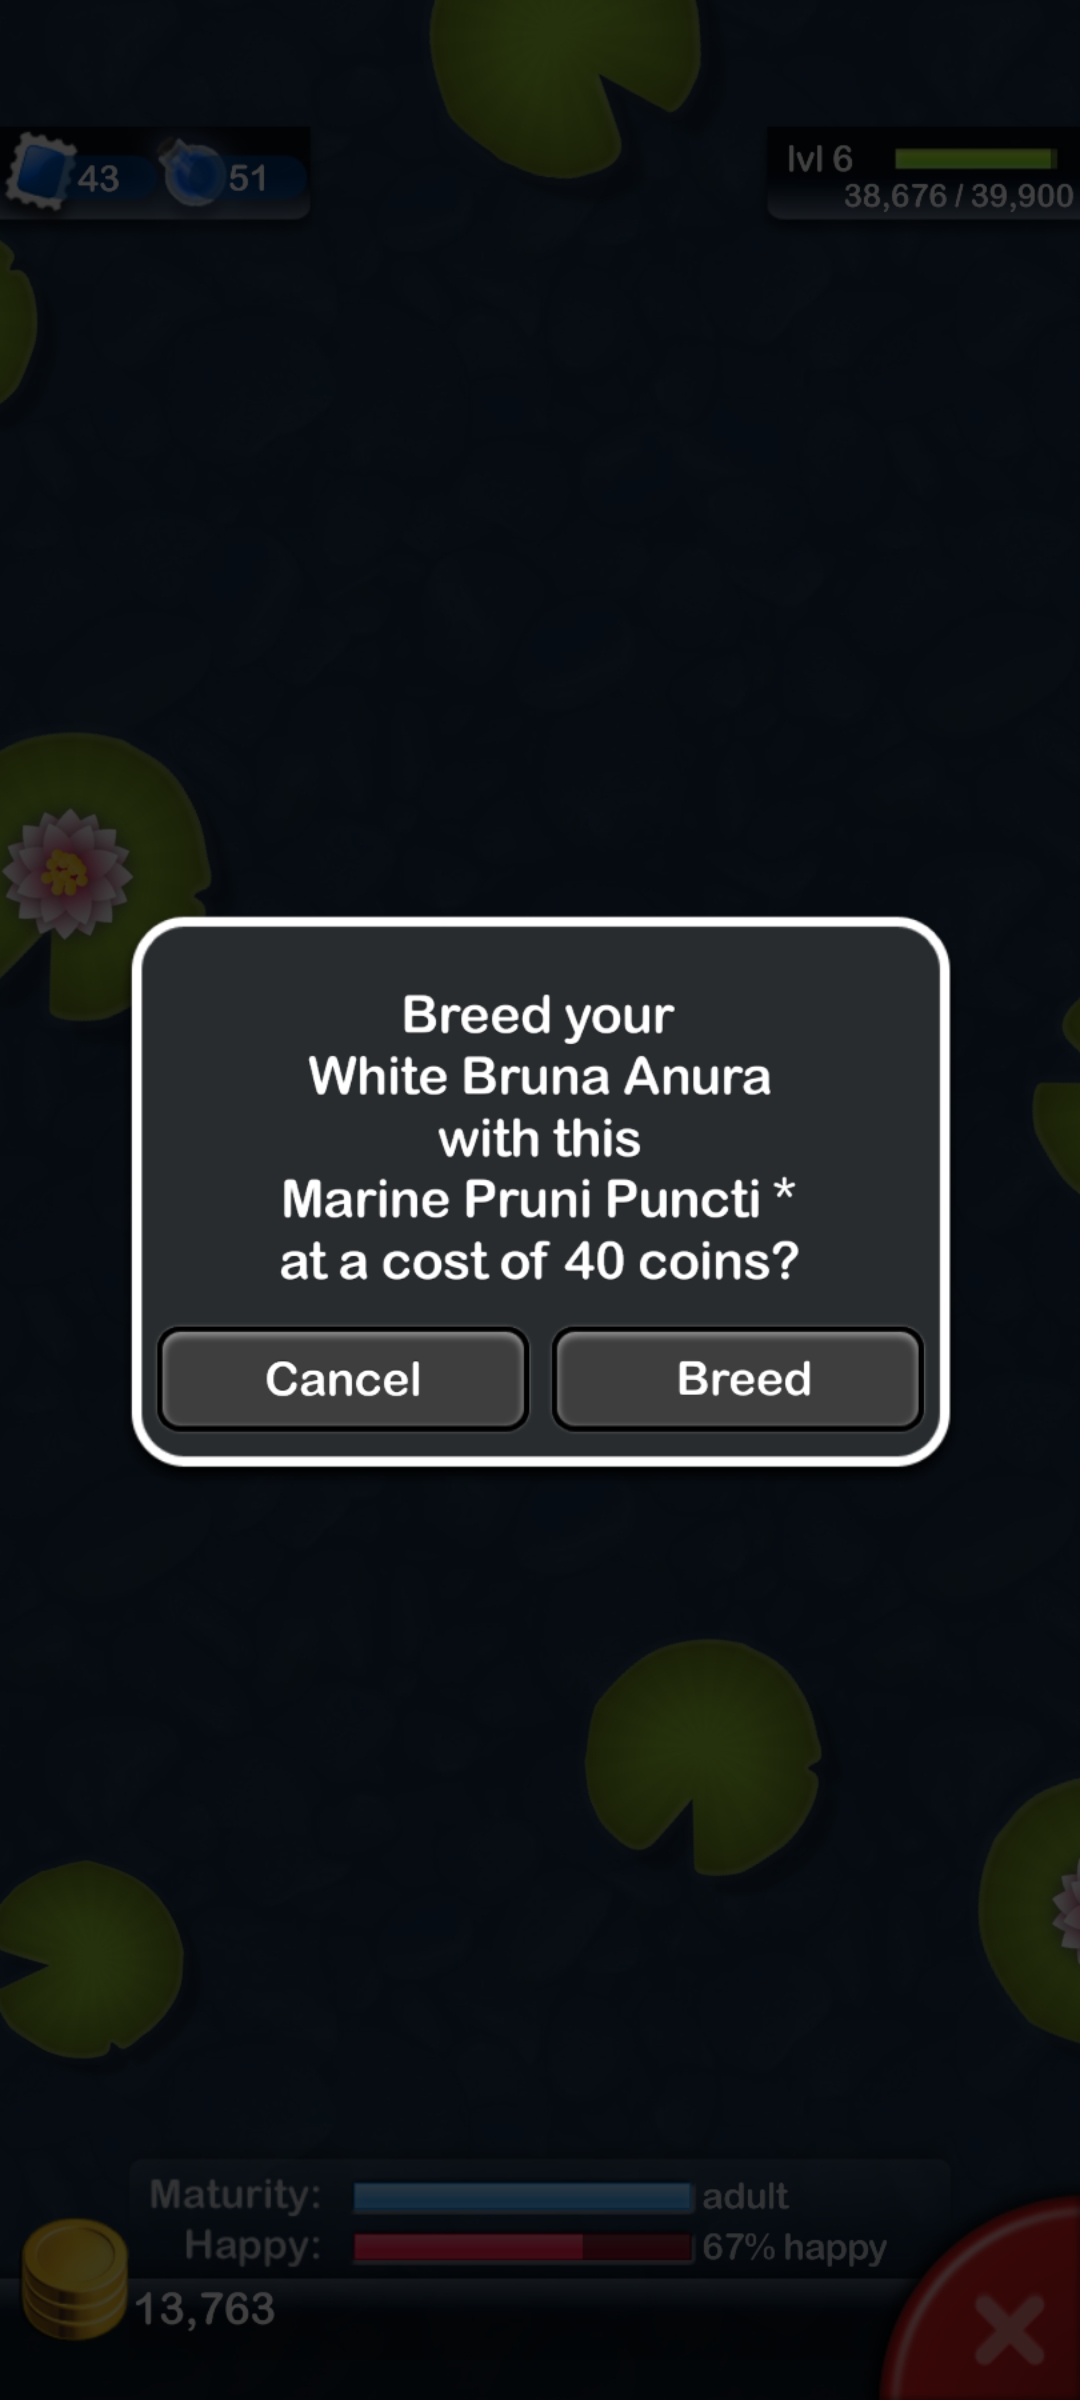 43
51
lvl 6
38,676 / 39,900
Breed your
White Bruna Anura
with this
Marine Pruni Puncti *
at a cost of 40 coins?
Cancel
Breed
Maturity:
adult
Happy:
67% happy
13,763